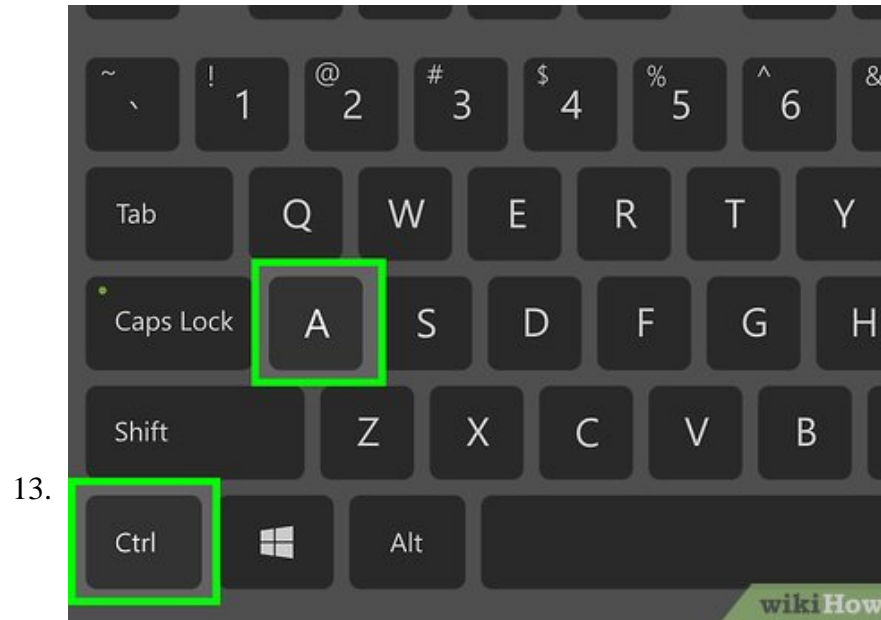 ~ ` ! 1 @ 2 # 3 $ 4 % 5 ^ 6 &
Tab Q W E R T Y
Caps Lock A S D F G H
Shift Z X C V B
13.
Ctrl Alt
wikiHow